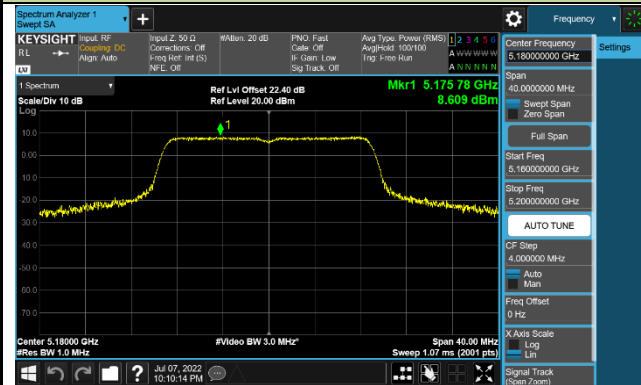 Spectrum Analyzer 1
Swept SA
Frequency
KEYSIGHT
RL
Input: RF
Coupling: DC
Align: Auto
Input Z: 50 Ω
Corrections: Off
Freq Ref: Int (S)
NFE: Off
#Atten: 20 dB
PNO: Fast
Gate: Off
IF Gain: Low
Sig Track: Off
Avg Type: Power (RMS)
Avg|Hold: 100/100
Trig: Free Run
1 2 3 4 5 6
A W W W W W
A N N N N N
1 Spectrum
Scale/Div 10 dB
Log
Ref Lvl Offset 22.40 dB
Ref Level 20.00 dBm
Mkr1 5.175 78 GHz
8.609 dBm
1
10.0
0.00
-10.0
-20.0
-30.0
-40.0
-50.0
-60.0
-70.0
Center 5.18000 GHz
#Res BW 1.0 MHz
#Video BW 3.0 MHz*
Span 40.00 MHz
Sweep 1.07 ms (2001 pts)
Jul 07, 2022
10:10:14 PM
Center Frequency
5.180000000 GHz
Settings
Span
40.0000000 MHz
Swept Span
Zero Span
Full Span
Start Freq
5.160000000 GHz
Stop Freq
5.200000000 GHz
AUTO TUNE
CF Step
4.000000 MHz
Auto
Man
Freq Offset
0 Hz
X Axis Scale
Log
Lin
Signal Track
(Span Zoom)